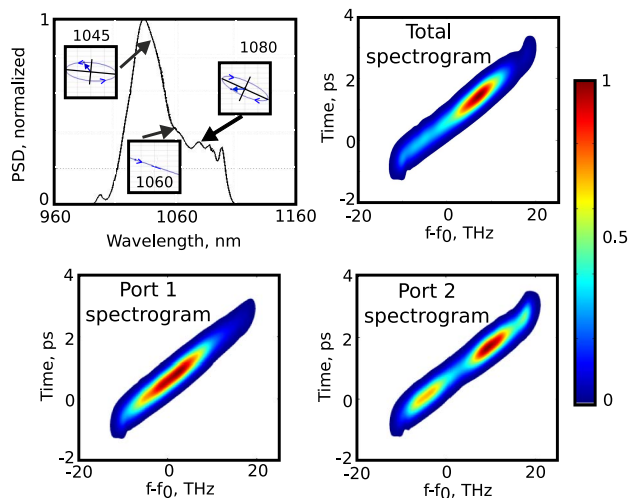 1
1045
1080
1060
0
960
1060
1160
PSD, normalized
Wavelength, nm
Total
spectrogram
4
2
0
-2
Time, ps
-20
0
20
f-f0, THz
1
0.5
0
Port 1
spectrogram
4
2
0
-2
Time, ps
-20
0
20
f-f0, THz
Port 2
spectrogram
4
2
0
-2
Time, ps
-20
0
20
f-f0, THz